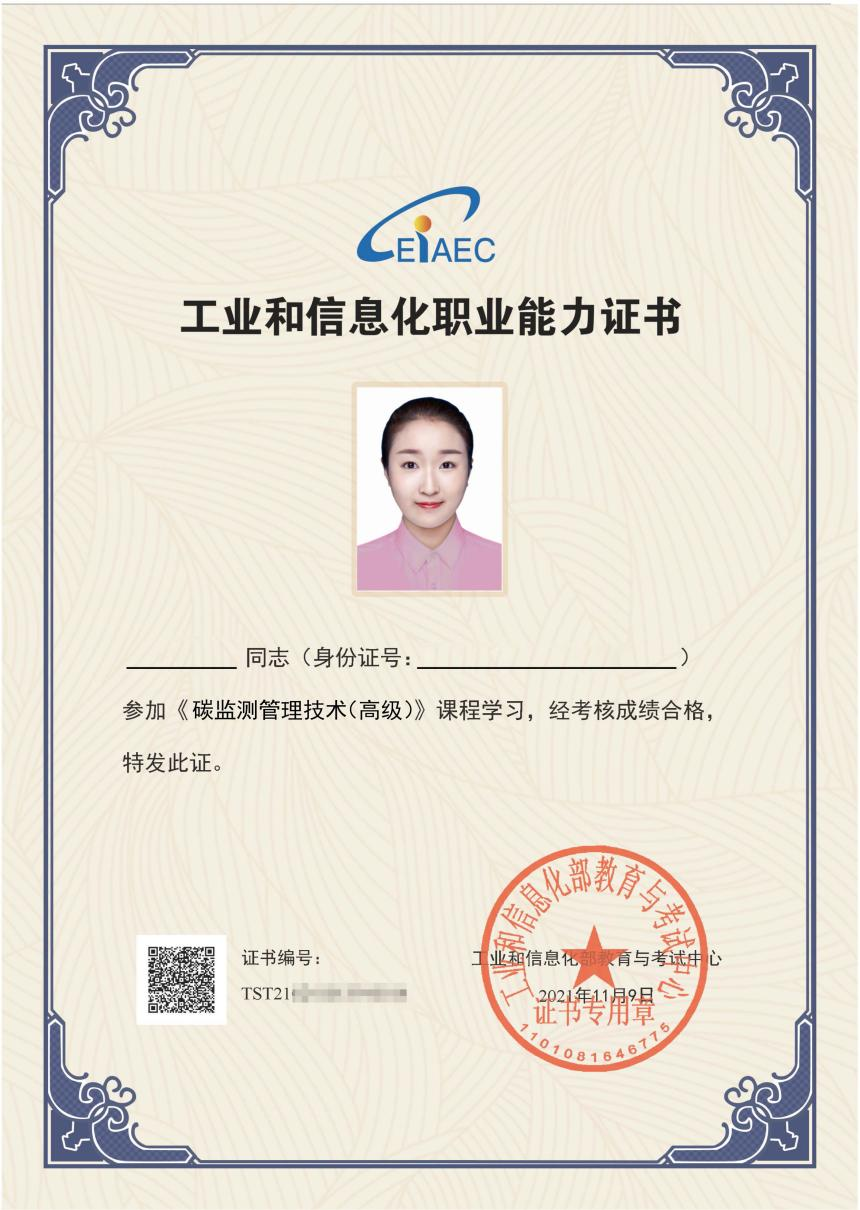 CEIAEC
工业和信息化职业能力证书
同志（身份证号：）
参加《碳监测管理技术（高级）》课程学习，经考核成绩合格，
特发此证。
证书编号：
TST21
工业和信息化部教育与考试中心
2021年11月9日
工业和信息化部教育与考试中心
证书专用章
1101081646775